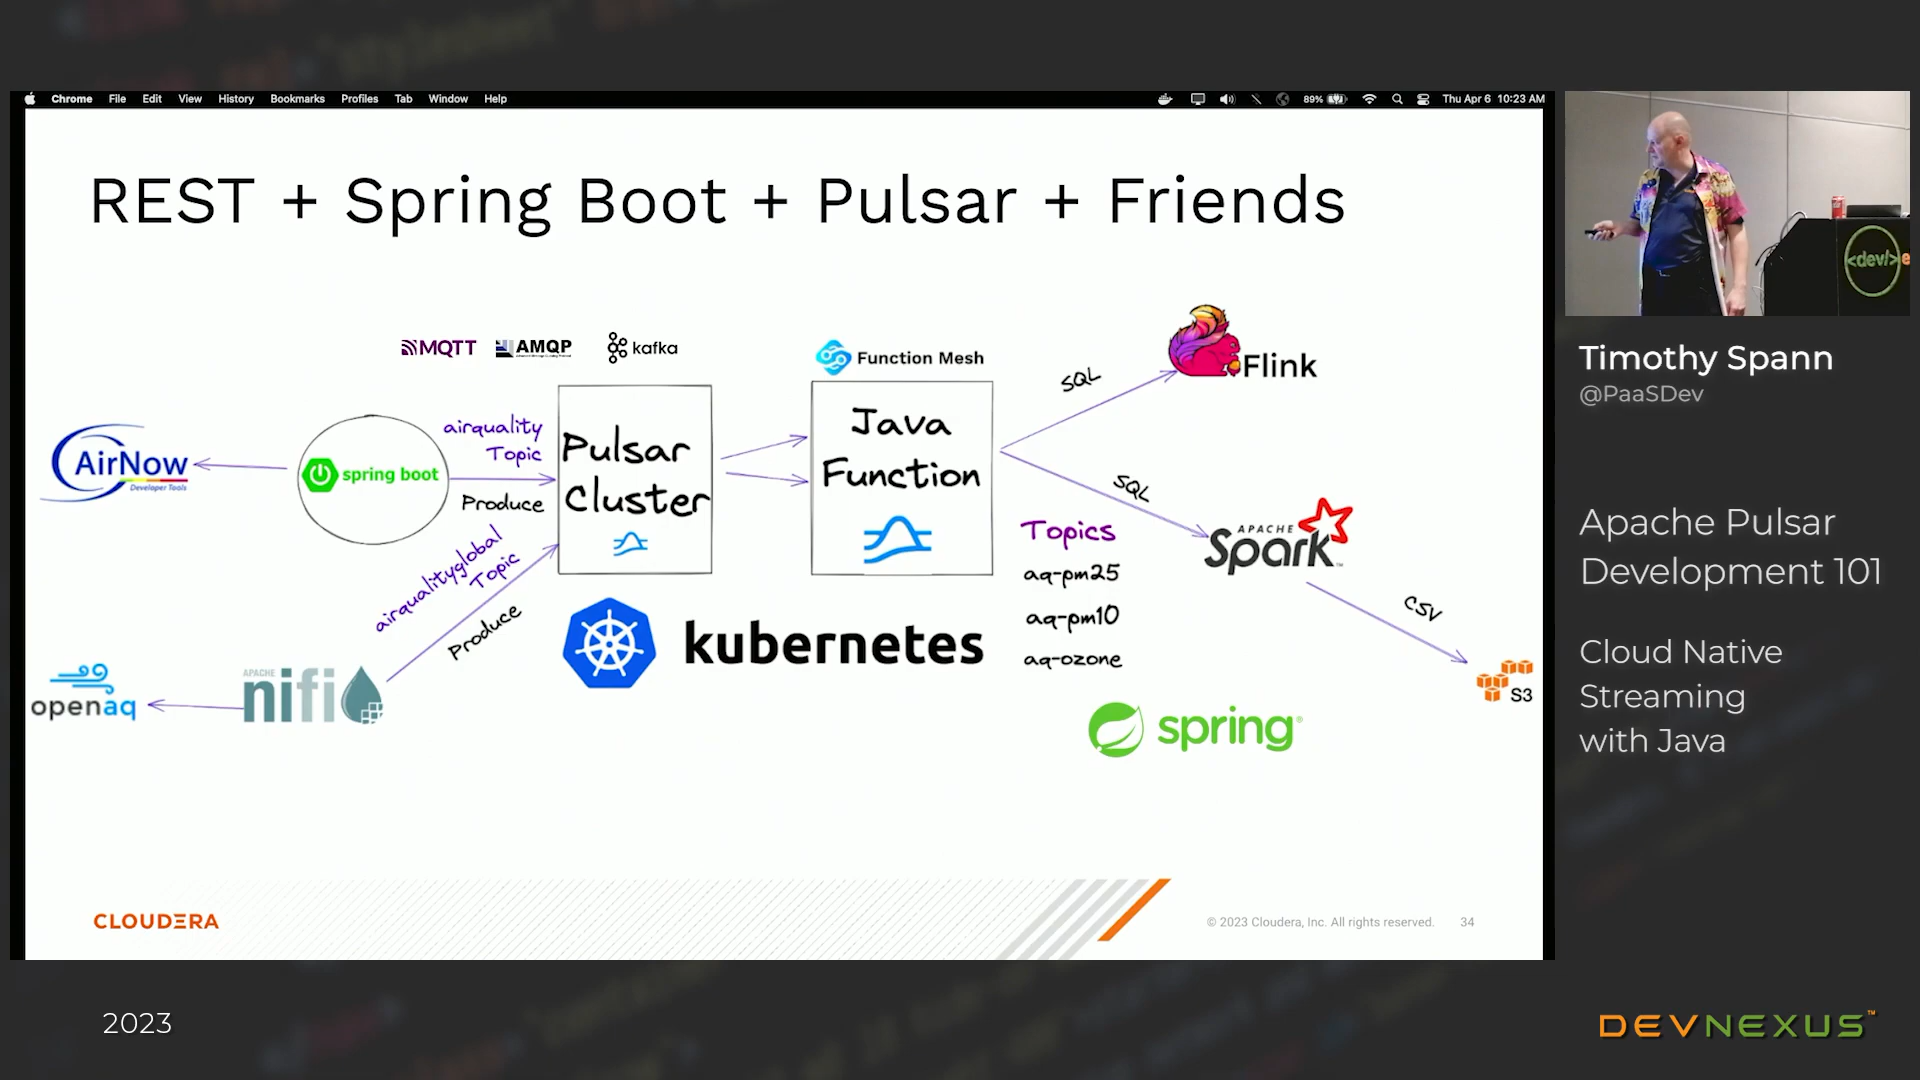 Chrome File Edit View History Bookmarks Profiles Tab Window Help
89% Thu Apr 6 10:23 AM
REST + Spring Boot + Pulsar + Friends
MQTT AMQP kafka
Function Mesh
SQL
Flink
AirNow
Developer Tools
spring boot
airquality
Topic
Produce
Pulsar
Cluster
Java
Function
SQL
APACHE
Spark
Topics
aq-pm25
aq-pm10
aq-ozone
airqualityglobal
Topic
Produce
kubernetes
CSV
S3
openaq
APACHE
nifi
spring
CLOUDERA
© 2023 Cloudera, Inc. All rights reserved. 34
<dev/>
Timothy Spann
@PaaSDev
Apache Pulsar
Development 101
Cloud Native
Streaming
with Java
2023
DEVNEXUS™